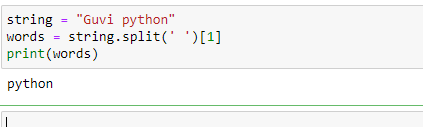 string = "Guvi python"
words = string.split(' ')[1]
print(words)
python